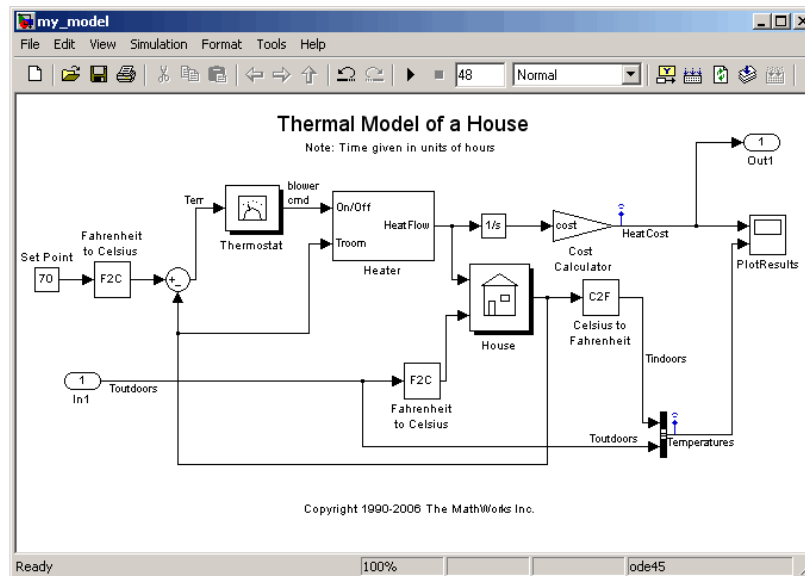 my_model
File Edit View Simulation Format Tools Help
48 Normal
Thermal Model of a House
Note: Time given in units of hours
1
Out1
Terr
blower
cmd
On/Off
HeatFlow
Troom
Heater
Thermostat
1/s
cost
HeatCost
Cost
Calculator
PlotResults
Fahrenheit
to Celsius
Set Point
70
F2C
+
-
House
C2F
Celsius to
Fahrenheit
Tindoors
1
In1
Toutdoors
F2C
Fahrenheit
to Celsius
Toutdoors
Temperatures
Copyright 1990-2006 The MathWorks Inc.
Ready 100% ode45